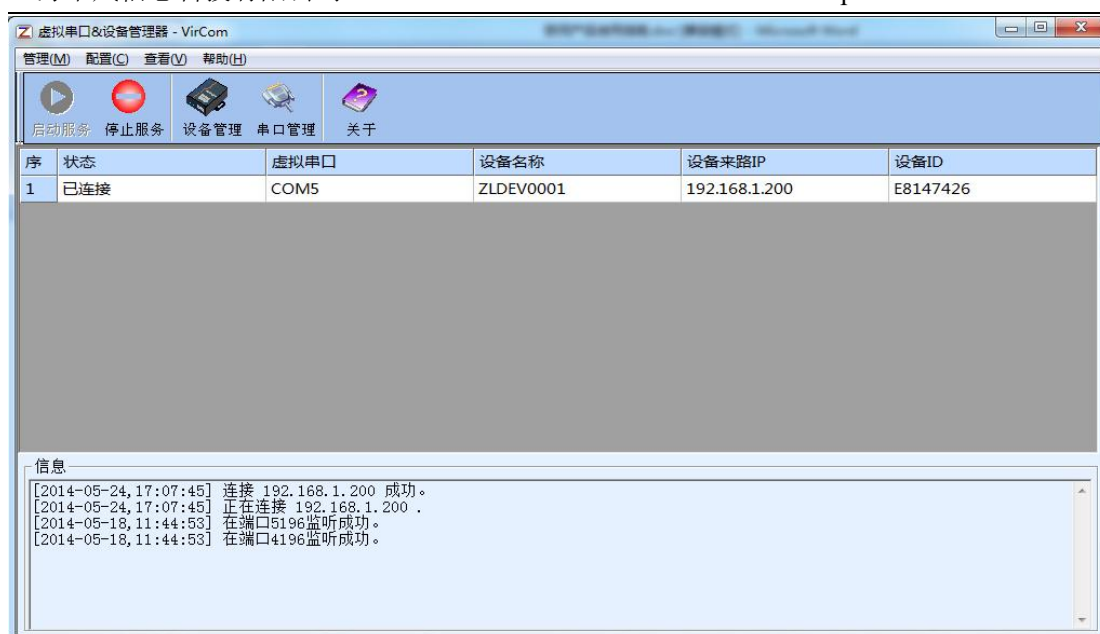 虚拟串口&设备管理器 - VirCom
管理(M) 配置(C) 查看(V) 帮助(H)
启动服务 停止服务 设备管理 串口管理 关于
序 状态 虚拟串口 设备名称 设备来路IP 设备ID
1 已连接 COM5 ZLDEV0001 192.168.1.200 E8147426
信息
[2014-05-24,17:07:45] 连接 192.168.1.200 成功。
[2014-05-24,17:07:45] 正在连接 192.168.1.200 .
[2014-05-18,11:44:53] 在端口5196监听成功。
[2014-05-18,11:44:53] 在端口4196监听成功。